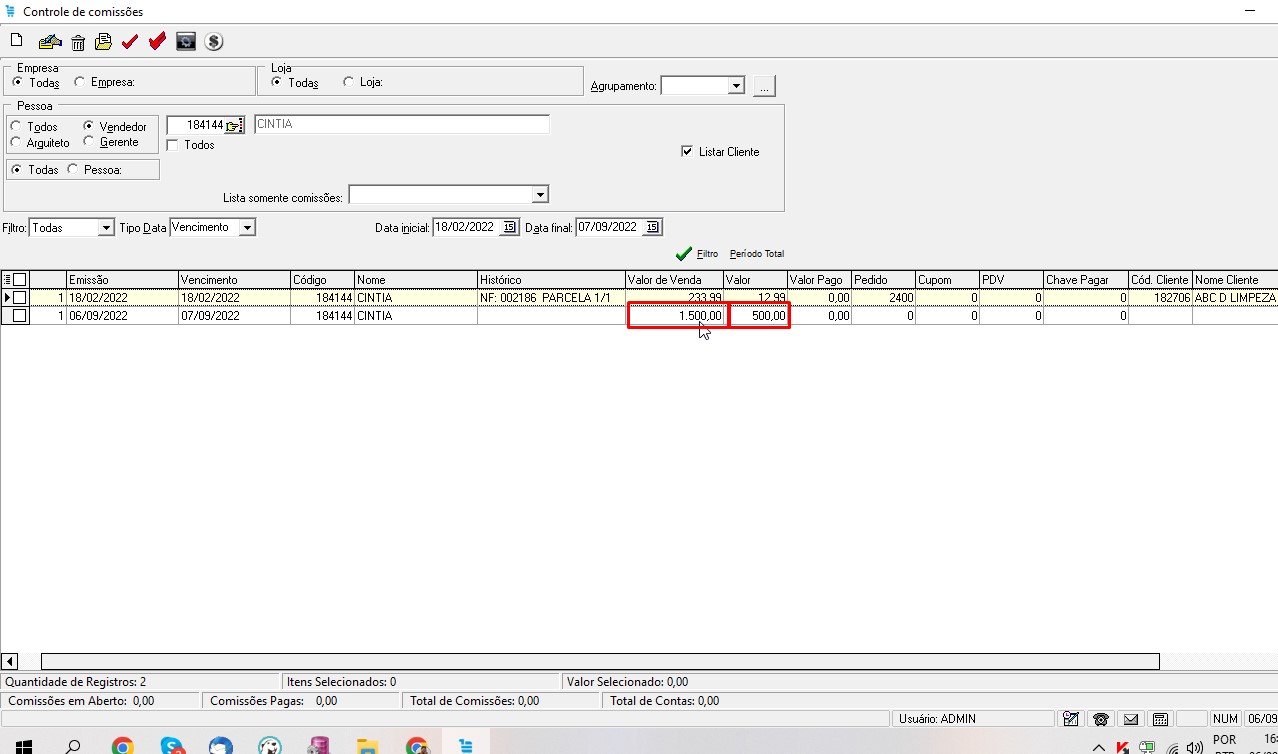 Controle de comissões
Empresa
Todas Empresa:
Loja
Todas Loja:
Agrupamento: ...
Pessoa
Todos Vendedor
Arquiteto Gerente
184144 CINTIA
Todos
Listar Cliente
Todas Pessoa:
Lista somente comissões:
Filtro: Todas Tipo Data Vencimento Data inicial: 18/02/2022 15 Data final: 07/09/2022 15
Filtro Período Total
Emissão Vencimento Código Nome Histórico Valor de Venda Valor Valor Pago Pedido Cupom PDV Chave Pagar Cód. Cliente Nome Cliente
1 18/02/2022 18/02/2022 184144 CINTIA NF: 002186 PARCELA 1/1 233,99 12,99 0,00 2400 0 0 0 182706 ABC D LIMPEZA
1 06/09/2022 07/09/2022 184144 CINTIA 1.500,00 500,00 0,00 0 0 0 0
Quantidade de Registros: 2 Itens Selecionados: 0 Valor Selecionado: 0,00
Comissões em Aberto: 0,00 Comissões Pagas: 0,00 Total de Comissões: 0,00 Total de Contas: 0,00
Usuário: ADMIN NUM 06/09
POR 16: